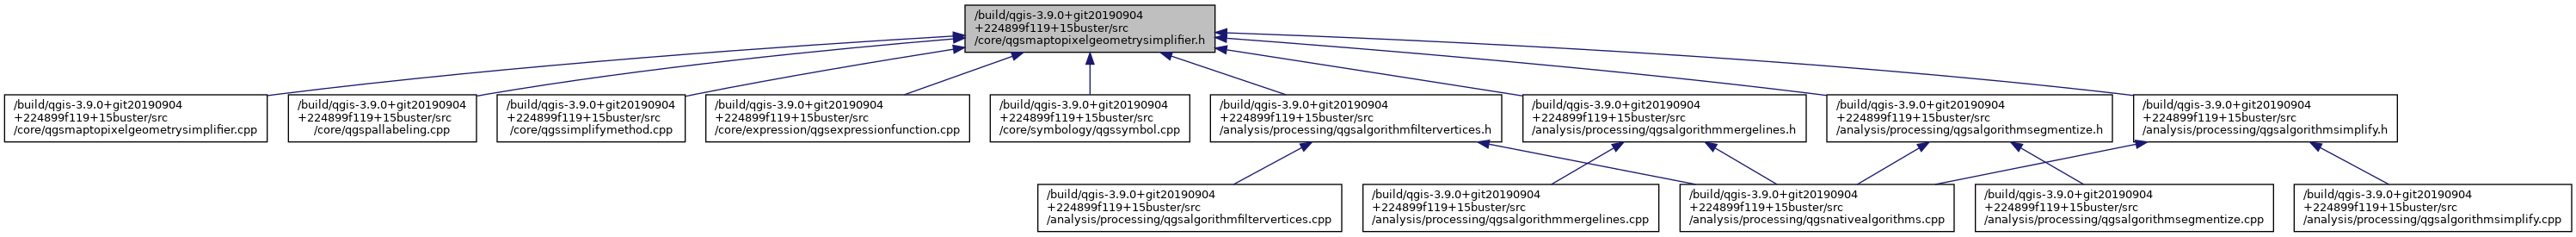 /build/qgis-3.9.0+git20190904
+224899f119+15buster/src
/core/qgsmaptopixelgeometrysimplifier.h
/build/qgis-3.9.0+git20190904
+224899f119+15buster/src
/core/qgsmaptopixelgeometrysimplifier.cpp
/build/qgis-3.9.0+git20190904
+224899f119+15buster/src
/core/qgspallabeling.cpp
/build/qgis-3.9.0+git20190904
+224899f119+15buster/src
/core/qgssimplifymethod.cpp
/build/qgis-3.9.0+git20190904
+224899f119+15buster/src
/core/expression/qgsexpressionfunction.cpp
/build/qgis-3.9.0+git20190904
+224899f119+15buster/src
/core/symbology/qgssymbol.cpp
/build/qgis-3.9.0+git20190904
+224899f119+15buster/src
/analysis/processing/qgsalgorithmfiltervertices.h
/build/qgis-3.9.0+git20190904
+224899f119+15buster/src
/analysis/processing/qgsalgorithmmergelines.h
/build/qgis-3.9.0+git20190904
+224899f119+15buster/src
/analysis/processing/qgsalgorithmsegmentize.h
/build/qgis-3.9.0+git20190904
+224899f119+15buster/src
/analysis/processing/qgsalgorithmsimplify.h
/build/qgis-3.9.0+git20190904
+224899f119+15buster/src
/analysis/processing/qgsalgorithmfiltervertices.cpp
/build/qgis-3.9.0+git20190904
+224899f119+15buster/src
/analysis/processing/qgsalgorithmmergelines.cpp
/build/qgis-3.9.0+git20190904
+224899f119+15buster/src
/analysis/processing/qgsnativealgorithms.cpp
/build/qgis-3.9.0+git20190904
+224899f119+15buster/src
/analysis/processing/qgsalgorithmsegmentize.cpp
/build/qgis-3.9.0+git20190904
+224899f119+15buster/src
/analysis/processing/qgsalgorithmsimplify.cpp